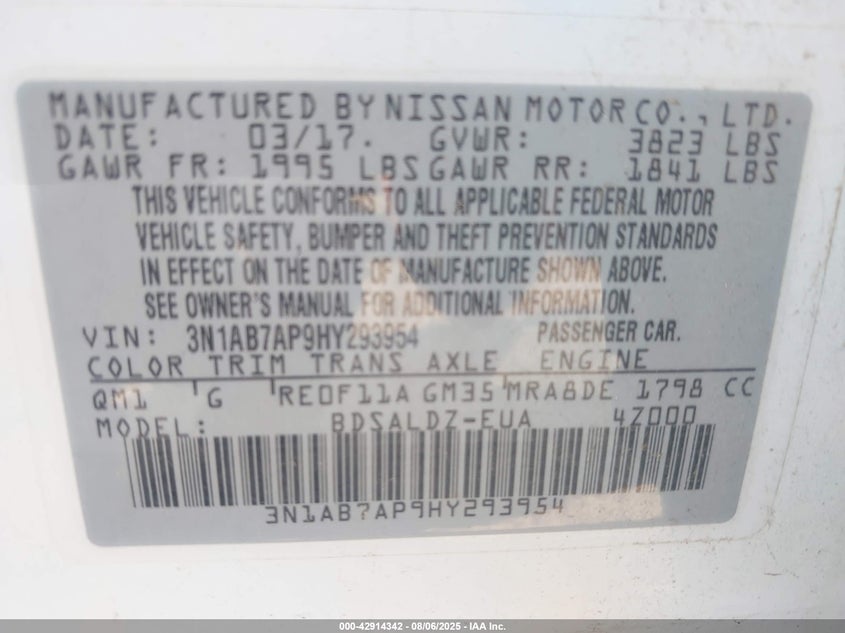 MANUFACTURED BY NISSAN MOTOR CO., LTD.
DATE: 03/17. GVWR: 3823 LBS
GAWR FR: 1995 LBS GAWR RR: 1841 LBS
THIS VEHICLE CONFORMS TO ALL APPLICABLE FEDERAL MOTOR
VEHICLE SAFETY, BUMPER AND THEFT PREVENTION STANDARDS
IN EFFECT ON THE DATE OF MANUFACTURE SHOWN ABOVE.
SEE OWNER'S MANUAL FOR ADDITIONAL INFORMATION.
VIN: 3N1AB7AP9HY293954 PASSENGER CAR.
COLOR TRIM TRANS AXLE ENGINE
QM1 G RE0F11A GM35 MRA8DE 1798 CC
MODEL: BDSALDZ-EUA 4Z000
3N1AB7AP9HY293954
000-42914342 - 08/06/2025 - IAA Inc.